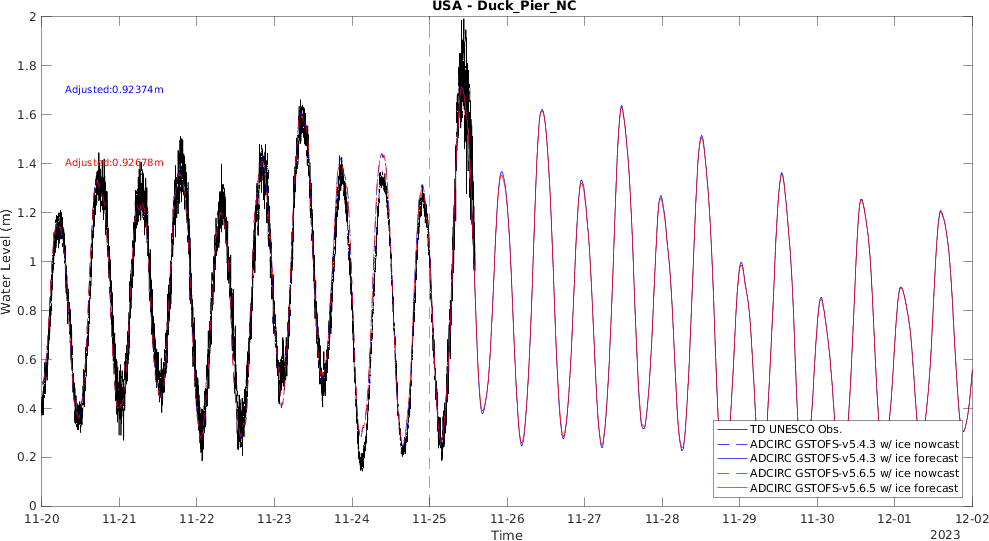 USA - Duck_Pier_NC
2
1.8
1.6
1.4
1.2
1
0.8
0.6
0.4
0.2
0
Water Level (m)
Adjusted:0.92374m
Adjusted:0.92678m
TD UNESCO Obs.
ADCIRC GSTOFS-v5.4.3 w/ ice nowcast
ADCIRC GSTOFS-v5.4.3 w/ ice forecast
ADCIRC GSTOFS-v5.6.5 w/ ice nowcast
ADCIRC GSTOFS-v5.6.5 w/ ice forecast
11-20 11-21 11-22 11-23 11-24 11-25 11-26 11-27 11-28 11-29 11-30 12-01 12-02
Time
2023